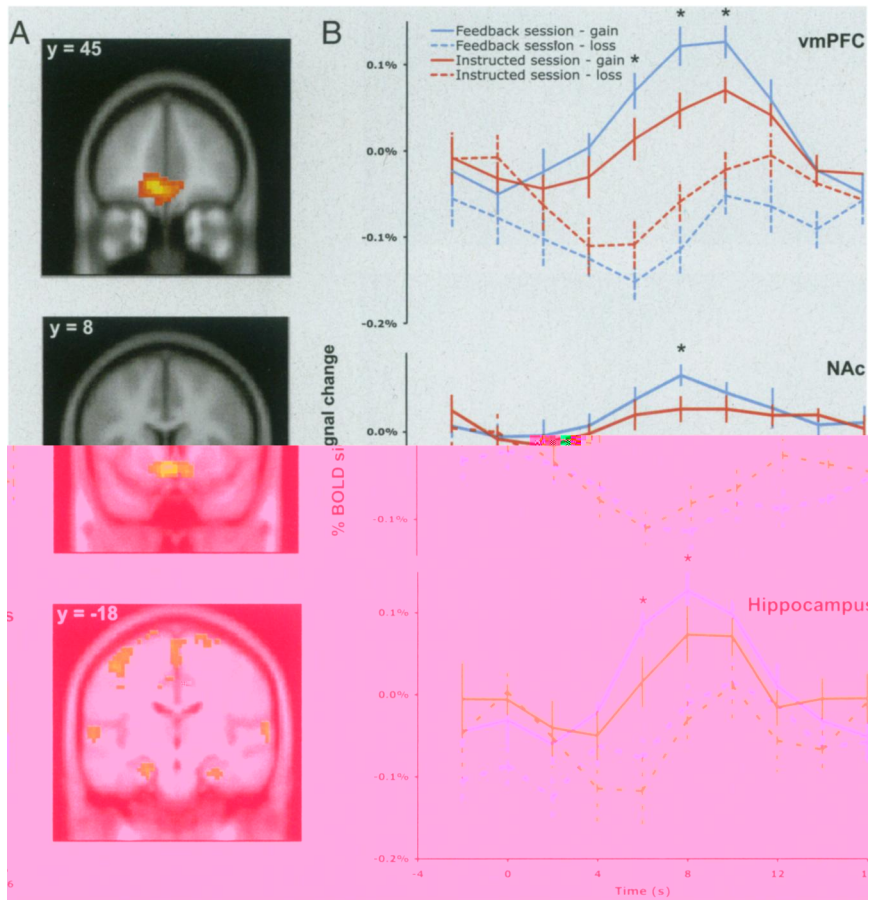 A
y = 45
y = 8
y = -18
B
Feedback session - gain
Feedback session - loss
Instructed session - gain
Instructed session - loss
vmPFC
0.1%
0.0%
-0.1%
-0.2%
NAc
0.0%
-0.1%
Hippocampus
0.1%
0.0%
-0.1%
-0.2%
-4
0
4
8
12
Time (s)
% BOLD signal change
s
6